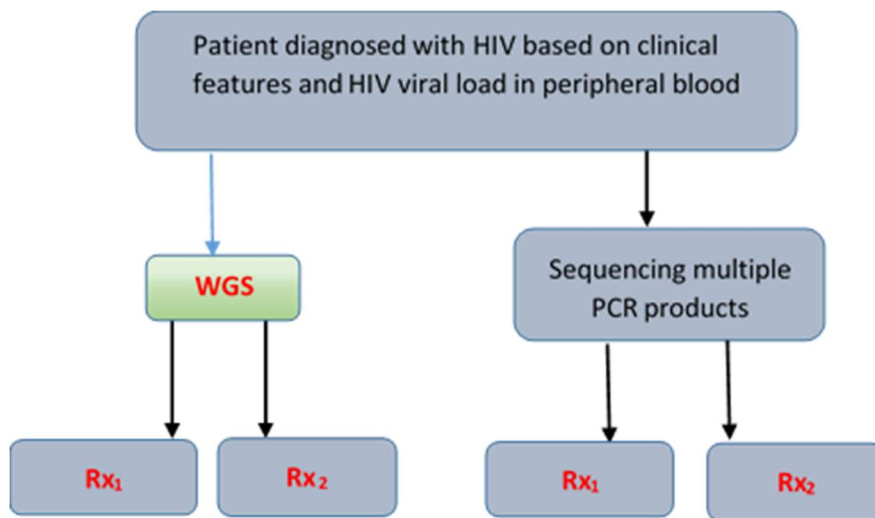 Patient diagnosed with HIV based on clinical
features and HIV viral load in peripheral blood
WGS
Sequencing multiple
PCR products
Rx₁
Rx₂
Rx₁
Rx₂